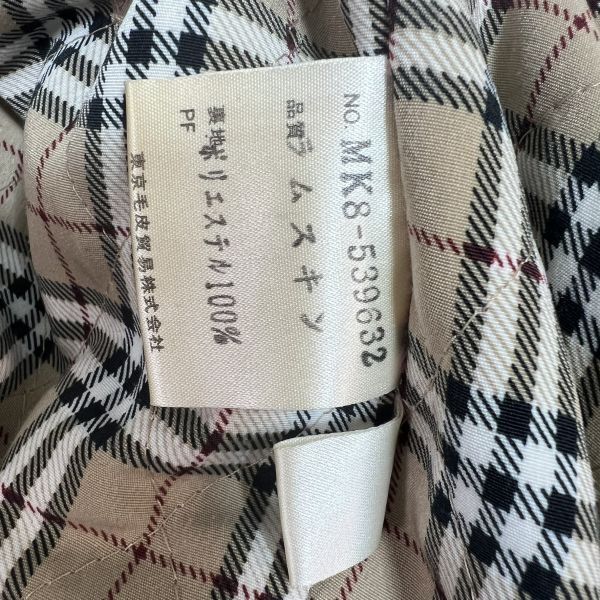 NO. MK8-539632
品質 ラムスキン
裏地 ポリエステル100%
PF
東京毛皮貿易株式会社